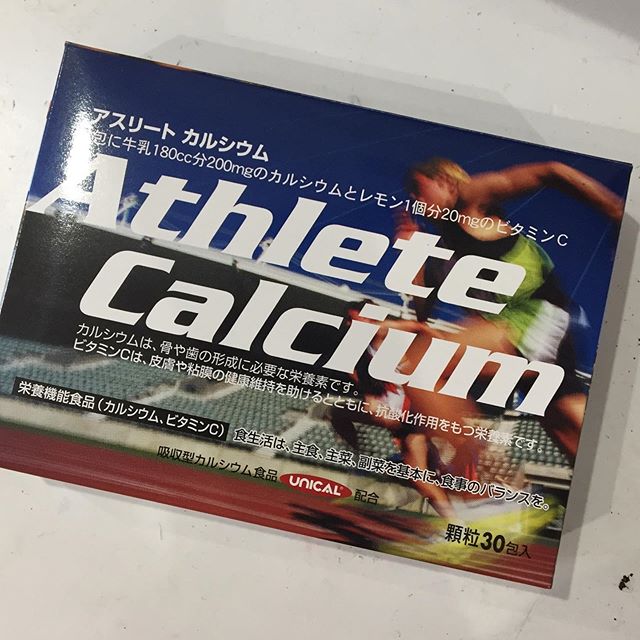 アスリート カルシウム
包に牛乳180cc分200mgのカルシウムとレモン1個分20mgのビタミンC
Athlete
Calcium
カルシウムは、骨や歯の形成に必要な栄養素です。
ビタミンCは、皮膚や粘膜の健康維持を助けるとともに、抗酸化作用をもつ栄養素です。
栄養機能食品(カルシウム、ビタミンC)
食生活は、主食、主菜、副菜を基本に、食事のバランスを。
吸収型カルシウム食品 UNICAL 配合
顆粒30包入